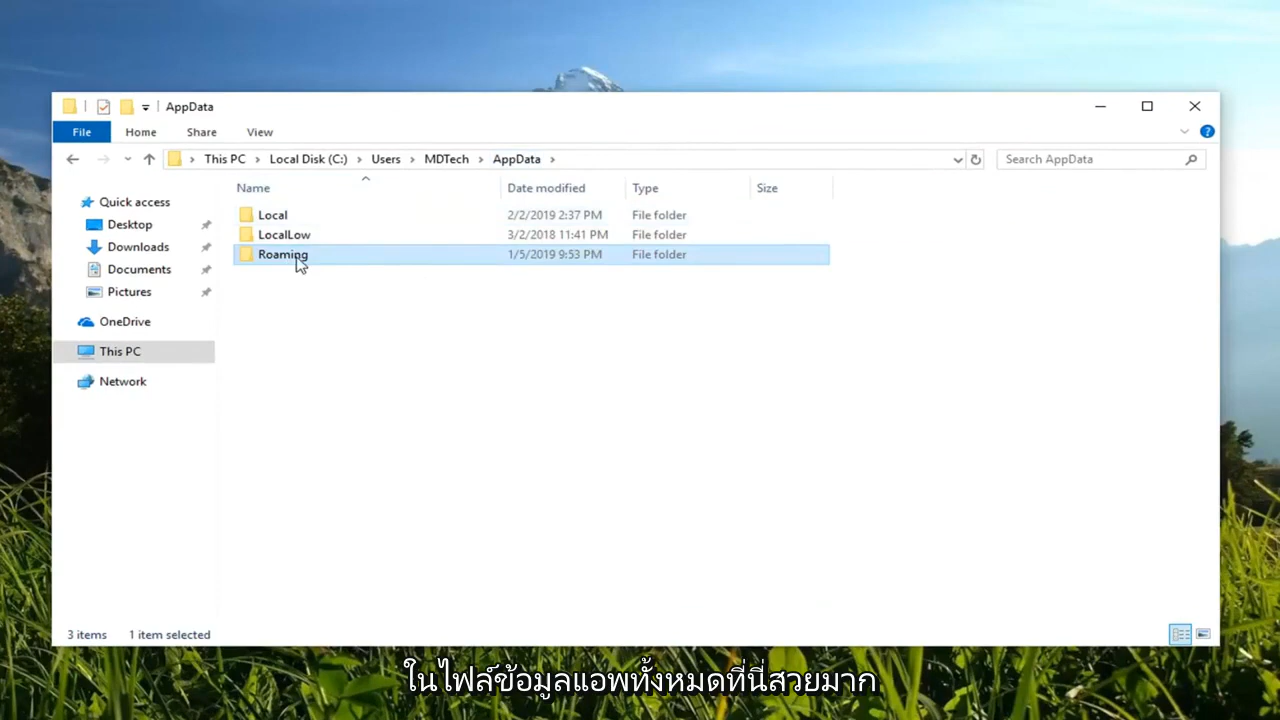 AppData
File Home Share View
This PC Local Disk (C:) Users MDTech AppData Search AppData
Name Date modified Type Size
Quick access
Desktop
Downloads
Documents
Pictures
OneDrive
This PC
Network
Local 2/2/2019 2:37 PM File folder
LocalLow 3/2/2018 11:41 PM File folder
Roaming 1/5/2019 9:53 PM File folder
3 items 1 item selected
ในไฟล์ข้อมูลแอพทั้งหมดที่นี่สวยมาก